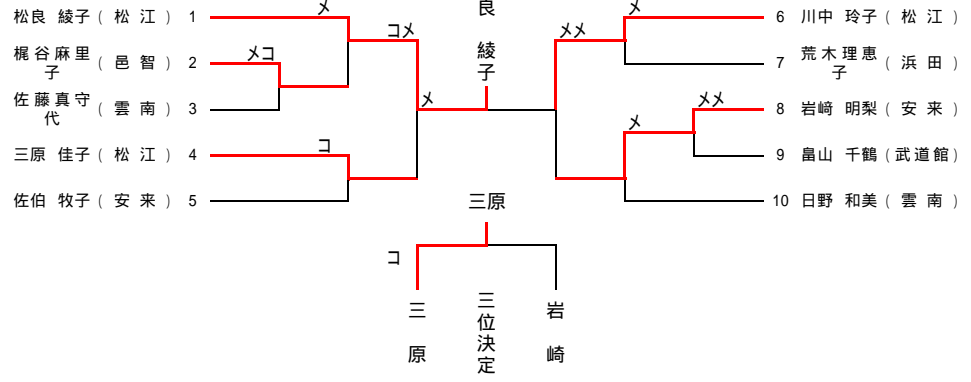 松良 綾子 ( 松 江 ) 1
メ
コメ
梶谷麻里子 ( 邑 智 ) 2
メコ
佐藤真守代 ( 雲 南 ) 3
メ
三原 佳子 ( 松 江 ) 4
コ
佐伯 牧子 ( 安 来 ) 5
良 綾子
メ
6 川中 玲子 ( 松 江 )
メメ
7 荒木理恵子 ( 浜 田 )
メメ
8 岩﨑 明梨 ( 安 来 )
メ
9 畠山 千鶴 ( 武道館 )
10 日野 和美 ( 雲 南 )
三原
コ
三原
三位決定
岩崎